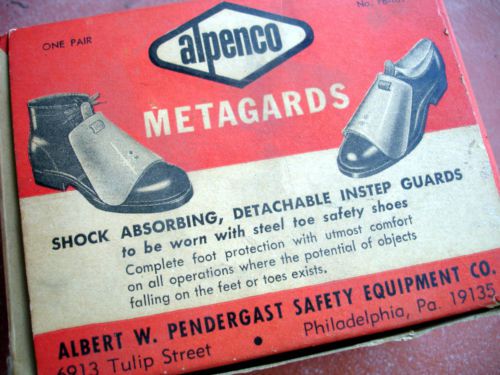 ONE PAIR
No.
alpenco
METAGARDS
SHOCK ABSORBING, DETACHABLE INSTEP GUARDS
to be worn with steel toe safety shoes
Complete foot protection with utmost comfort
on all operations where the potential of objects
falling on the feet or toes exists.
ALBERT W. PENDERGAST SAFETY EQUIPMENT CO.
6913 Tulip Street • Philadelphia, Pa. 19135